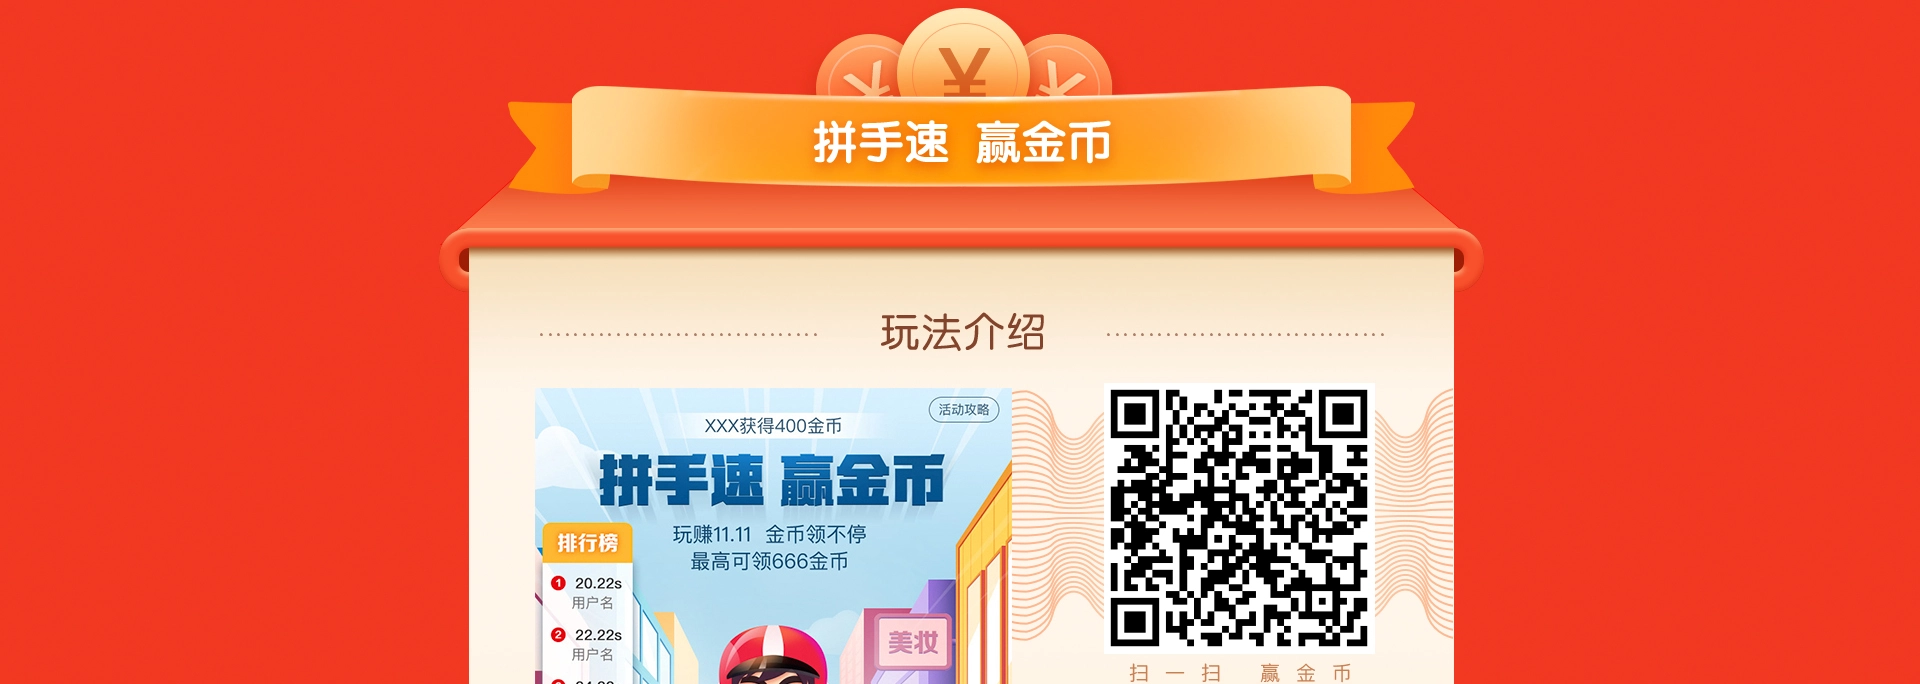 ¥ ¥ ¥
拼手速 赢金币
玩法介绍
活动攻略
XXX获得400金币
拼手速 赢金币
玩赚11.11 金币领不停
最高可领666金币
排行榜
1 20.22s
用户名
2 22.22s
用户名
美妆
扫一扫 赢金币